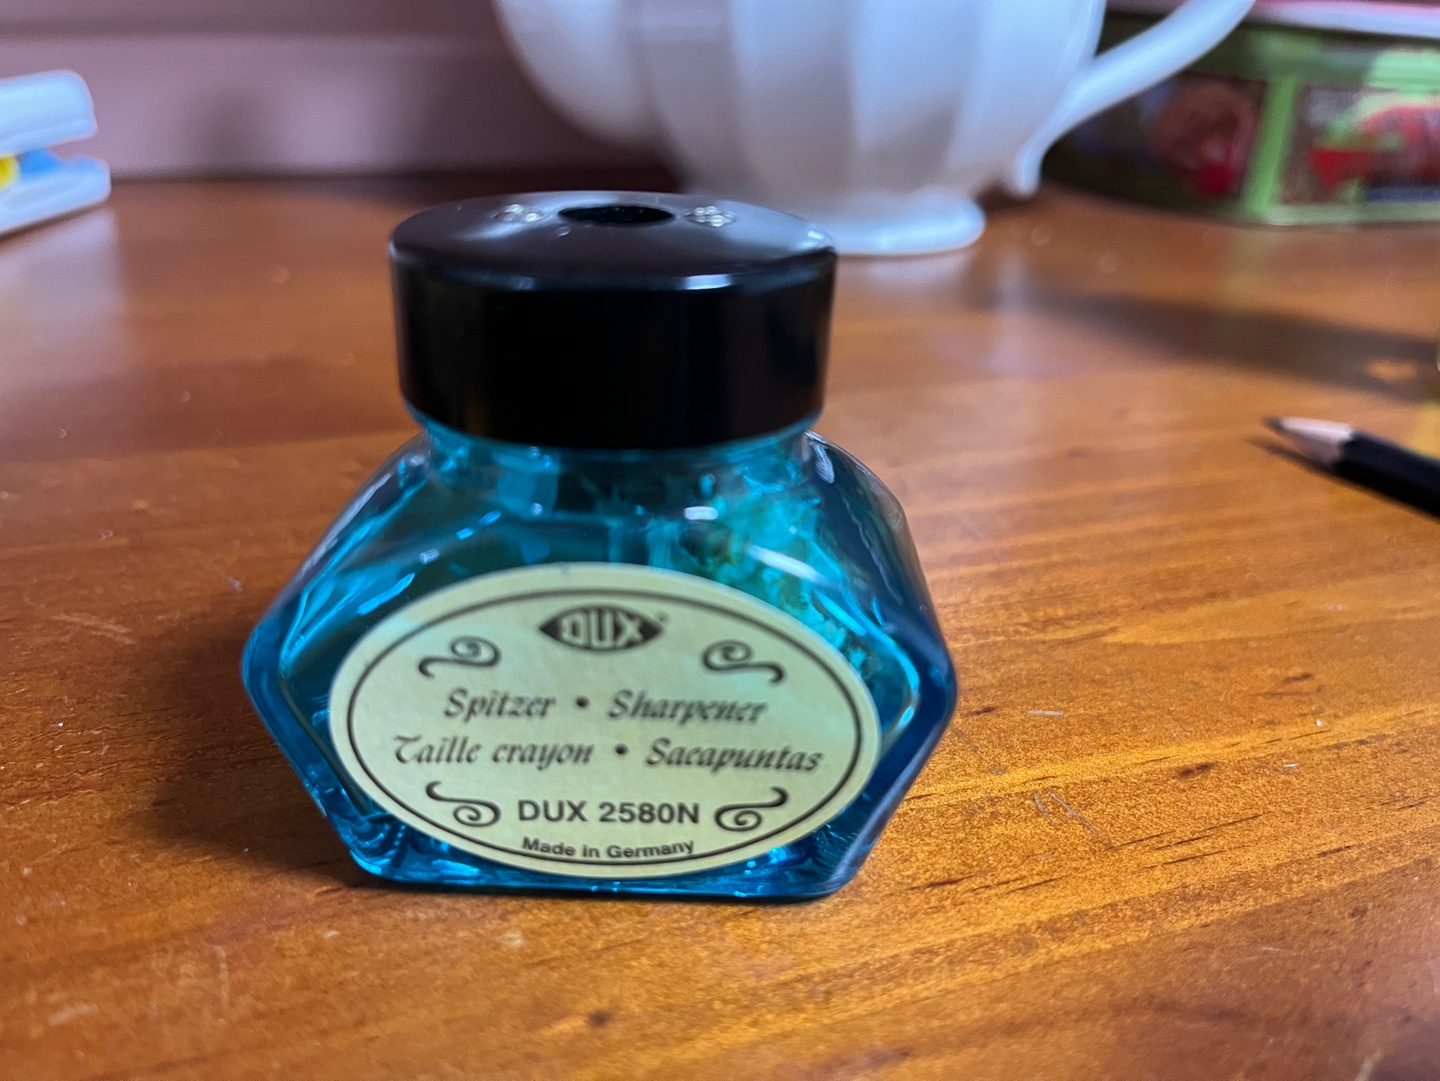 DUX
Spitzer • Sharpener
Taille crayon • Sacapuntas
DUX 2580N
Made in Germany